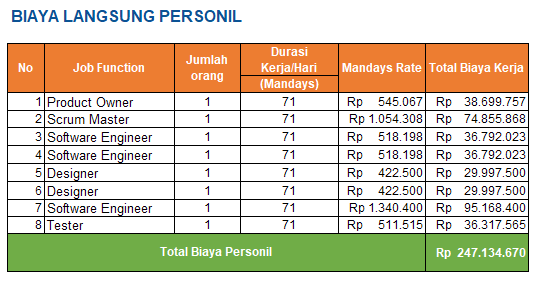 BIAYA LANGSUNG PERSONIL
No Job Function Jumlah orang Durasi Kerja/Hari (Mandays) Mandays Rate Total Biaya Kerja
1 Product Owner 1 71 Rp 545.067 Rp 38.699.757
2 Scrum Master 1 71 Rp 1.054.308 Rp 74.855.868
3 Software Engineer 1 71 Rp 518.198 Rp 36.792.023
4 Software Engineer 1 71 Rp 518.198 Rp 36.792.023
5 Designer 1 71 Rp 422.500 Rp 29.997.500
6 Designer 1 71 Rp 422.500 Rp 29.997.500
7 Software Engineer 1 71 Rp 1.340.400 Rp 95.168.400
8 Tester 1 71 Rp 511.515 Rp 36.317.565
Total Biaya Personil Rp 247.134.670